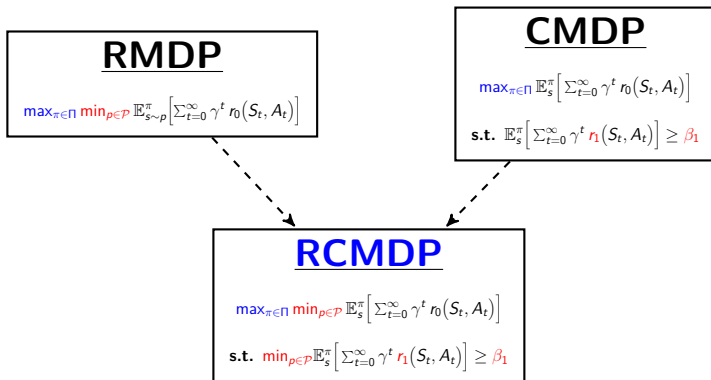 RMDP
max_{π∈Π} min_{p∈𝒫} 𝔼^π_{s∼p}[∑_{t=0}^∞ γ^t r_0(S_t, A_t)]
CMDP
max_{π∈Π} 𝔼^π_s[∑_{t=0}^∞ γ^t r_0(S_t, A_t)]
s.t. 𝔼^π_s[∑_{t=0}^∞ γ^t r_1(S_t, A_t)] ≥ β_1
RCMDP
max_{π∈Π} min_{p∈𝒫} 𝔼^π_s[∑_{t=0}^∞ γ^t r_0(S_t, A_t)]
s.t. min_{p∈𝒫} 𝔼^π_s[∑_{t=0}^∞ γ^t r_1(S_t, A_t)] ≥ β_1